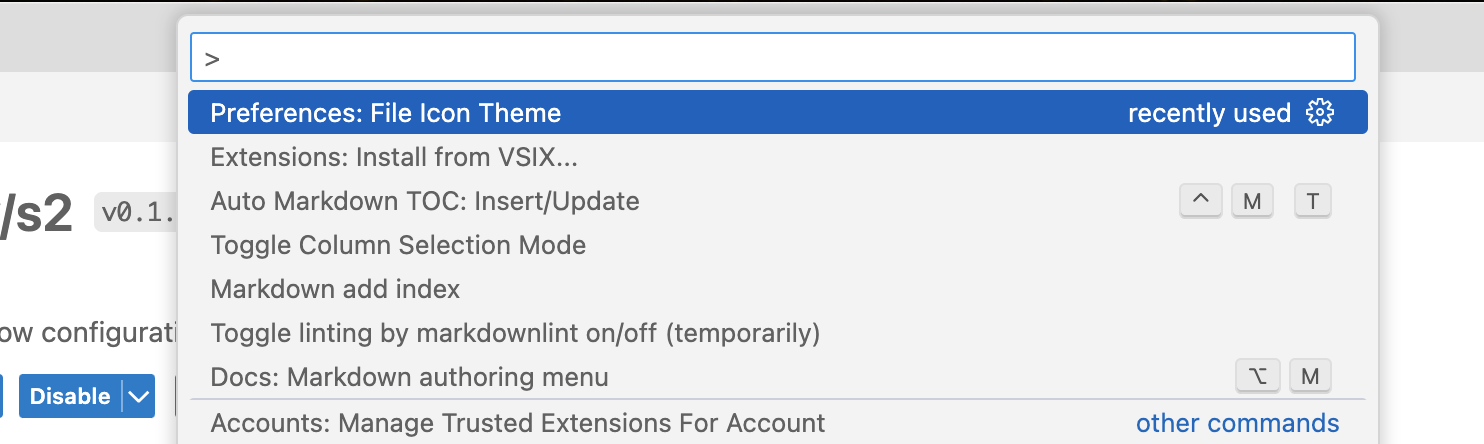 >
Preferences: File Icon Theme recently used
Extensions: Install from VSIX...
Auto Markdown TOC: Insert/Update ^ M T
/s2 v0.1.
Toggle Column Selection Mode
Markdown add index
ow configurati
Toggle linting by markdownlint on/off (temporarily)
Docs: Markdown authoring menu ⌥ M
Disable
Accounts: Manage Trusted Extensions For Account other commands